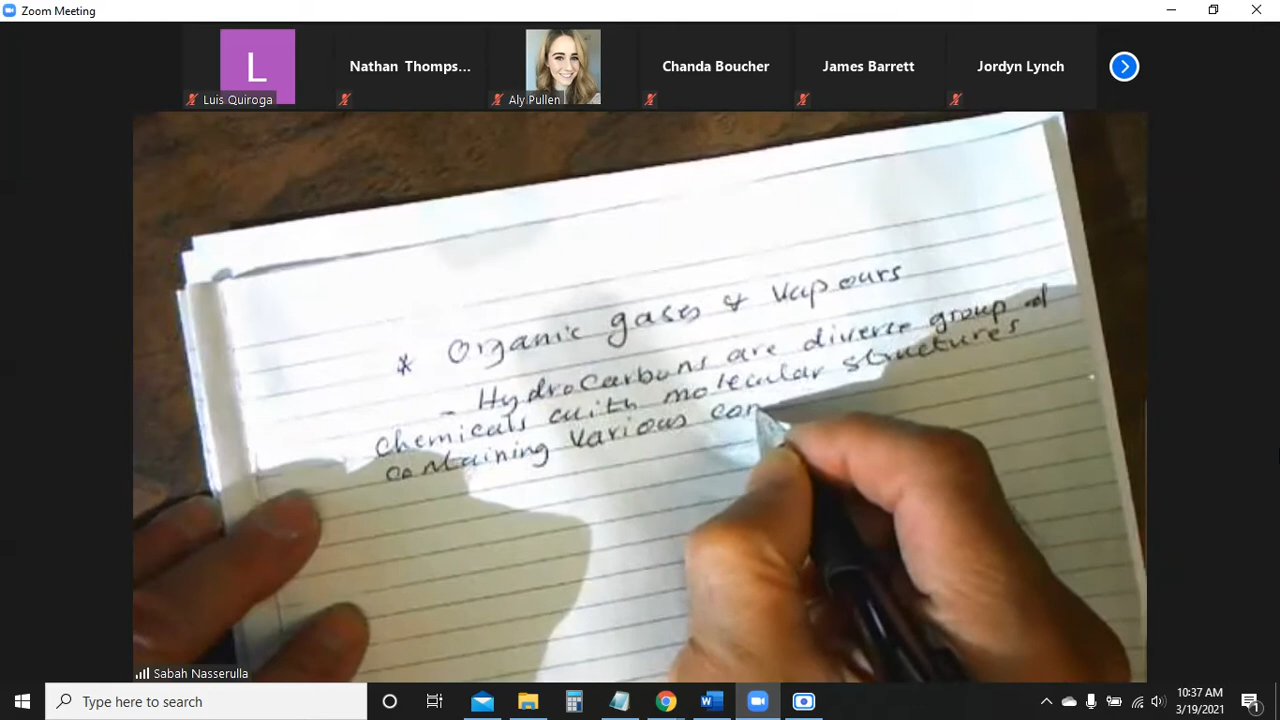 Zoom Meeting
L
Luis Quiroga
Nathan Thomps...
Aly Pullen
Chanda Boucher
James Barrett
Jordyn Lynch
* Organic gases & Vapours
- Hydrocarbons are diverse group of
chemicals with molecular structures
containing various con
Sabah Nasserulla
Type here to search
10:37 AM
3/19/2021
1